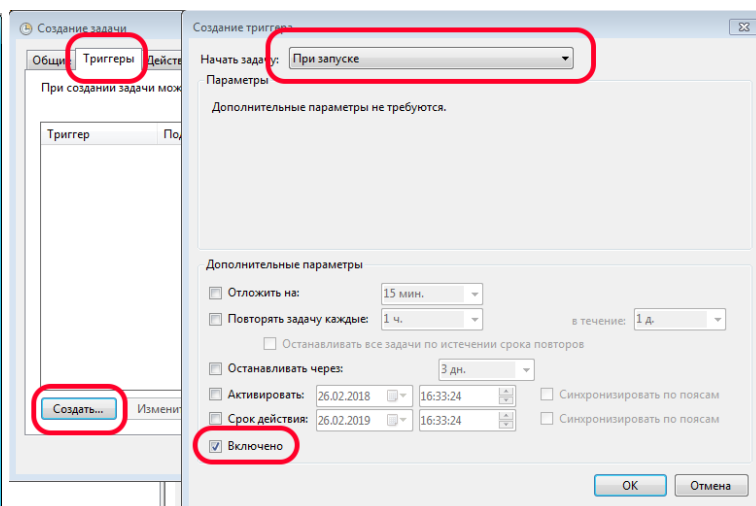 Создание задачи
Общие Триггеры Действ
При создании задачи мож
Триггер По
Создать... Изменит
Создание триггера
Начать задачу: При запуске
Параметры
Дополнительные параметры не требуются.
Дополнительные параметры
Отложить на: 15 мин.
Повторять задачу каждые: 1 ч. в течение: 1 д.
Останавливать все задачи по истечении срока повторов
Останавливать через: 3 дн.
Активировать: 26.02.2018 16:33:24 Синхронизировать по поясам
Срок действия: 26.02.2019 16:33:24 Синхронизировать по поясам
Включено
OK Отмена